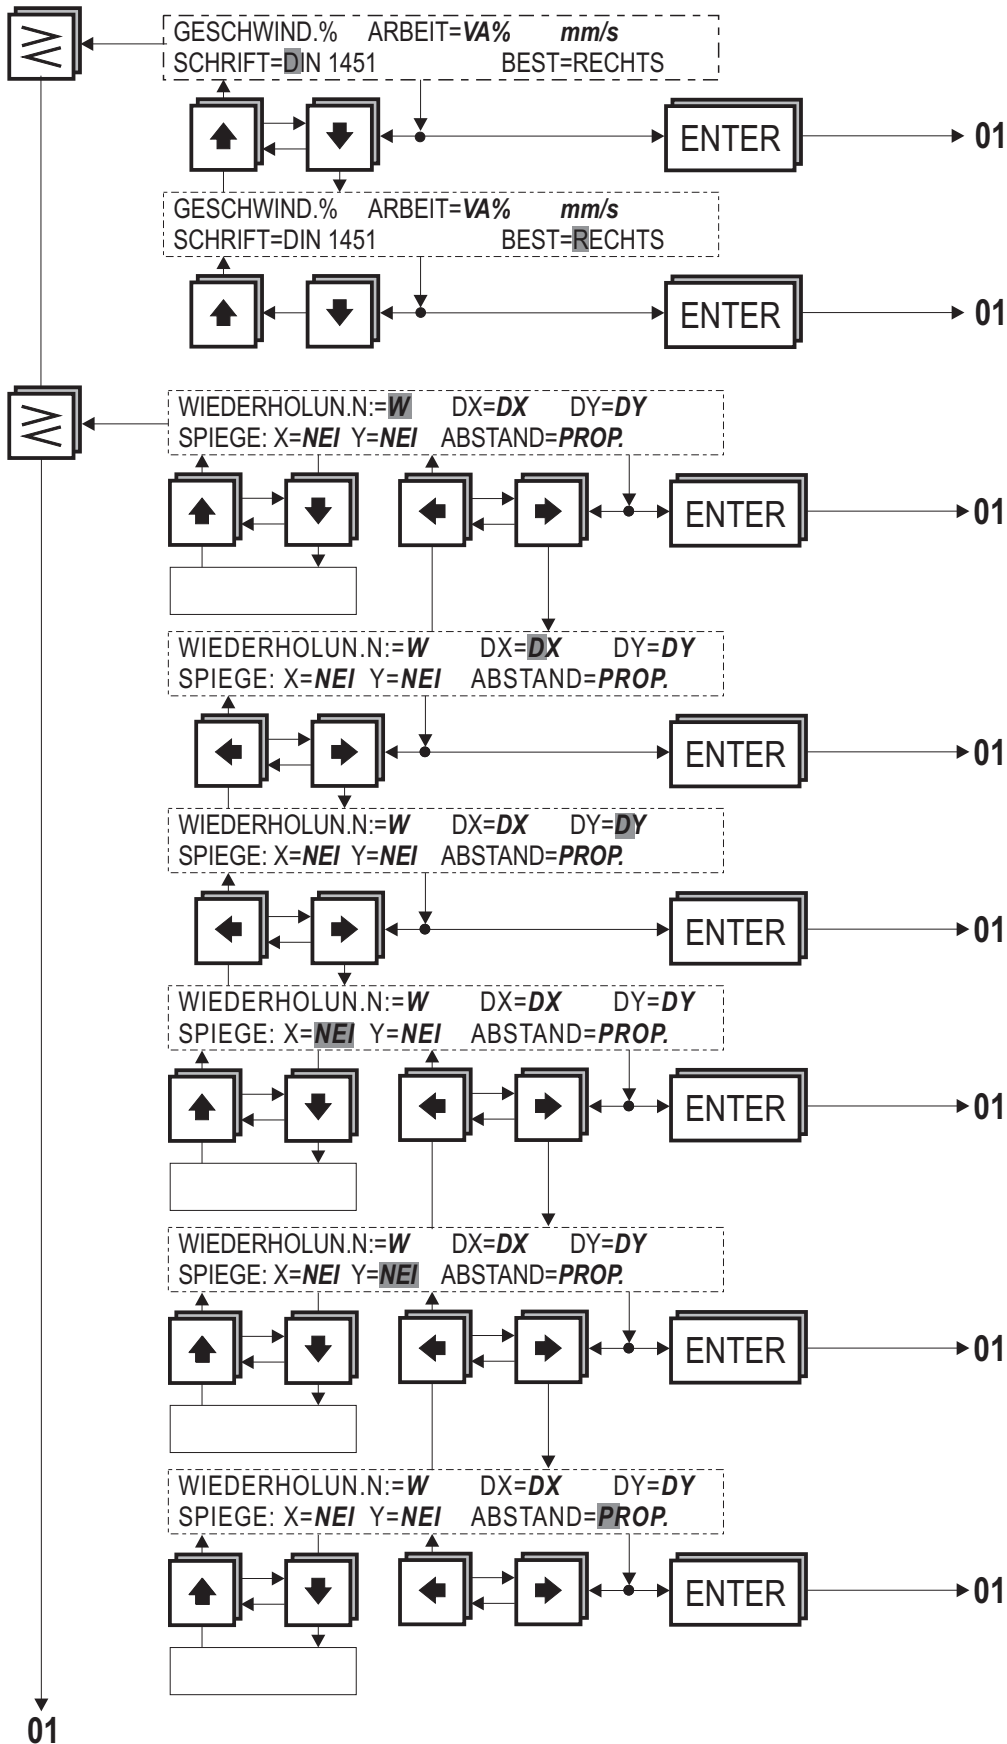 GESCHWIND.% ARBEIT=VA% mm/s
SCHRIFT=DIN 1451 BEST=RECHTS
ENTER 01
GESCHWIND.% ARBEIT=VA% mm/s
SCHRIFT=DIN 1451 BEST=RECHTS
ENTER 01
WIEDERHOLUN.N:=W DX=DX DY=DY
SPIEGE: X=NEI Y=NEI ABSTAND=PROP.
ENTER 01
WIEDERHOLUN.N:=W DX=DX DY=DY
SPIEGE: X=NEI Y=NEI ABSTAND=PROP.
ENTER 01
WIEDERHOLUN.N:=W DX=DX DY=DY
SPIEGE: X=NEI Y=NEI ABSTAND=PROP.
ENTER 01
WIEDERHOLUN.N:=W DX=DX DY=DY
SPIEGE: X=NEI Y=NEI ABSTAND=PROP.
ENTER 01
WIEDERHOLUN.N:=W DX=DX DY=DY
SPIEGE: X=NEI Y=NEI ABSTAND=PROP.
ENTER 01
WIEDERHOLUN.N:=W DX=DX DY=DY
SPIEGE: X=NEI Y=NEI ABSTAND=PROP.
ENTER 01
01